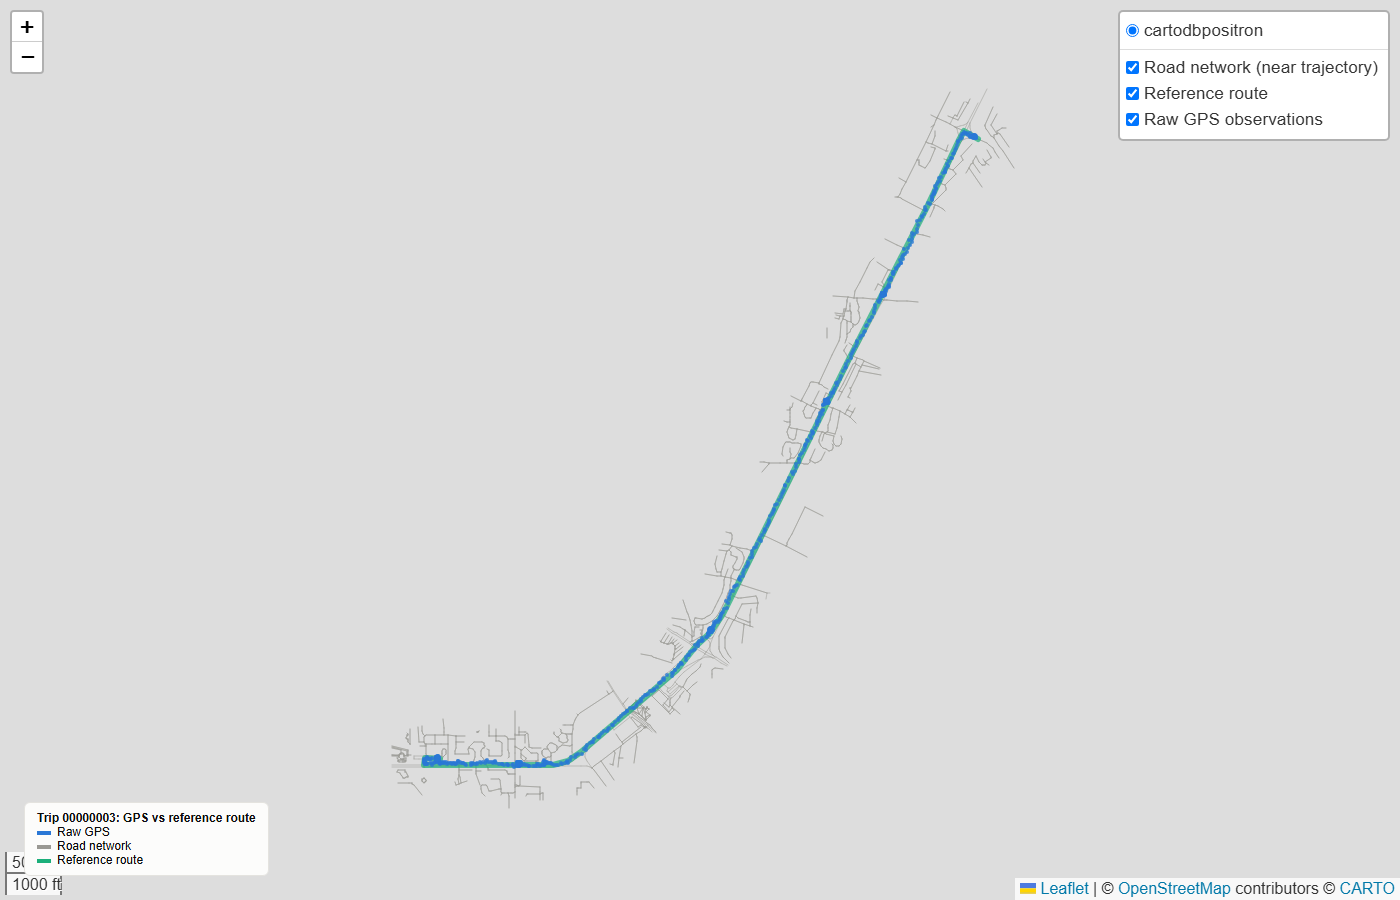 +
−
cartodbpositron
Road network (near trajectory)
Reference route
Raw GPS observations
Trip 00000003: GPS vs reference route
Raw GPS
Road network
Reference route
1000 ft
Leaflet | © OpenStreetMap contributors © CARTO